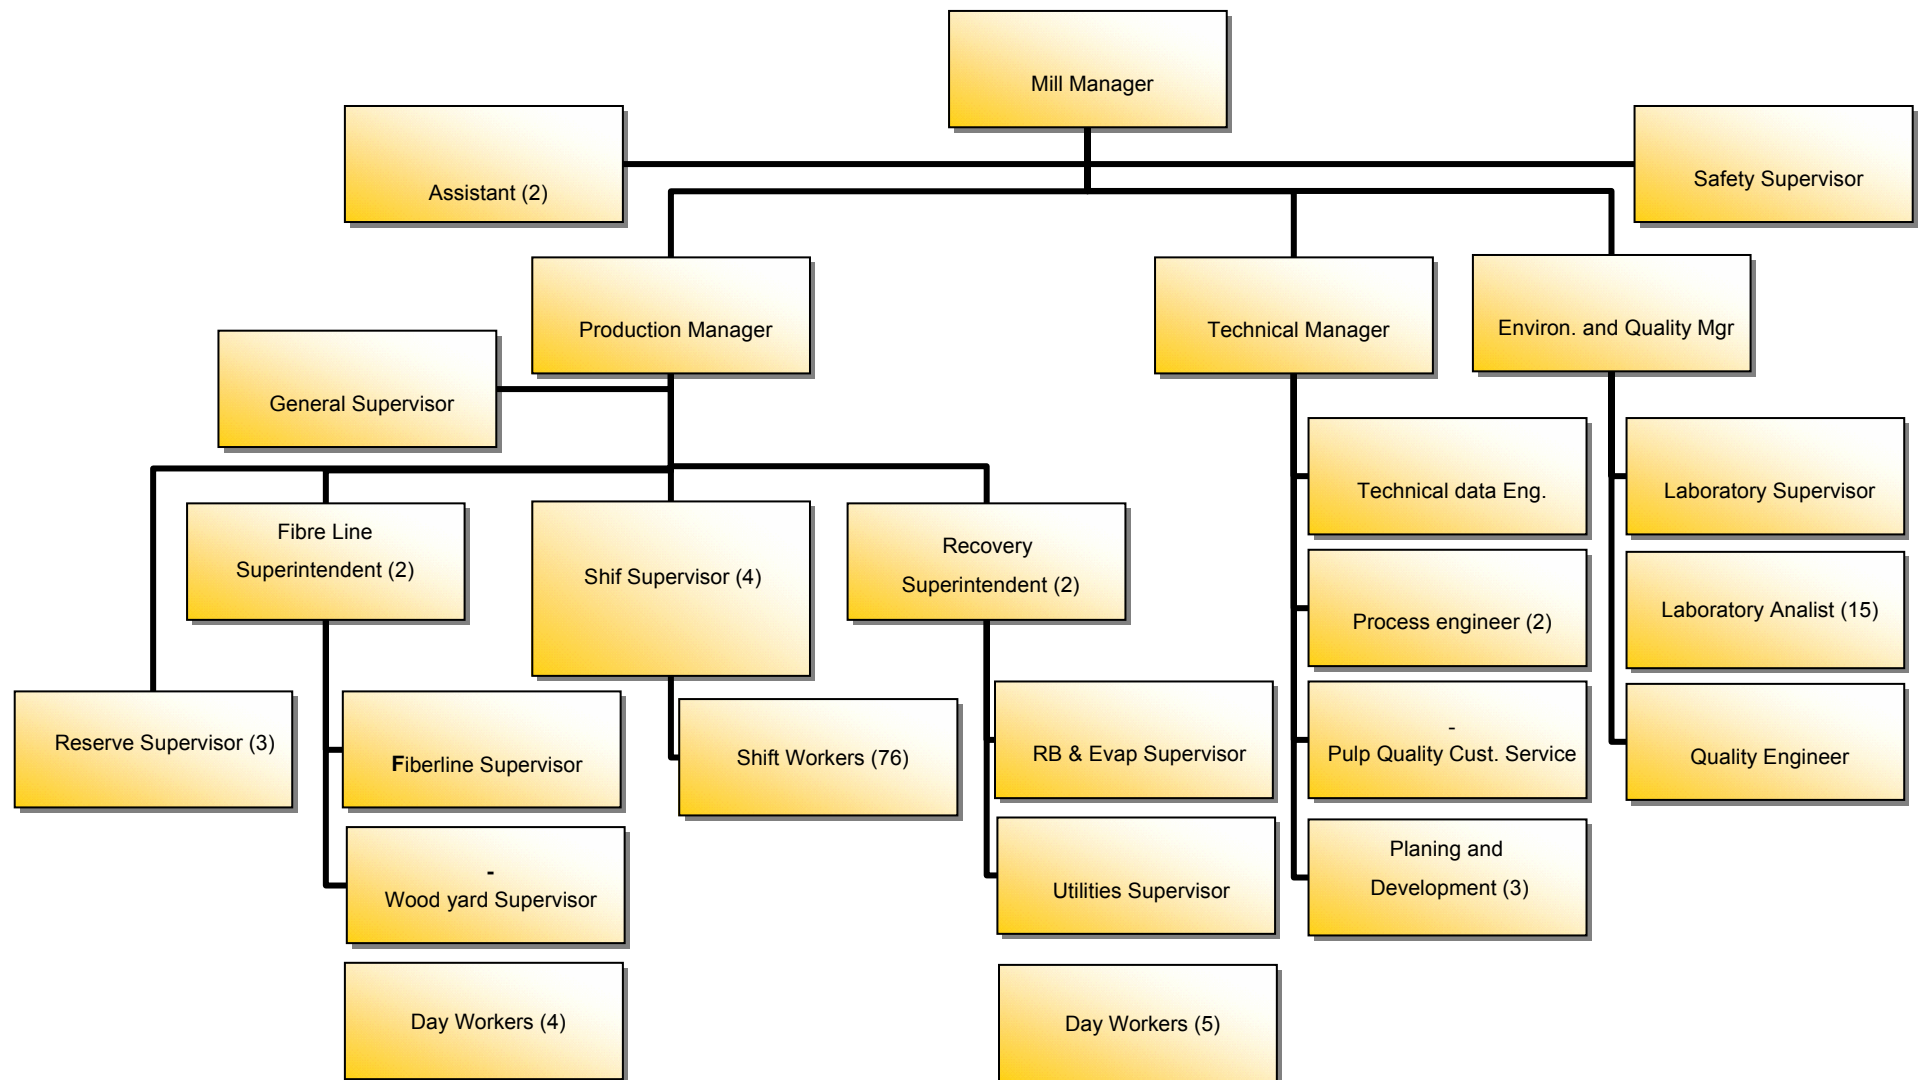 Mill Manager
Assistant (2)
Safety Supervisor
Production Manager
Technical Manager
Environ. and Quality Mgr
General Supervisor
Fibre Line
Superintendent (2)
Shif Supervisor (4)
Recovery
Superintendent (2)
Technical data Eng.
Laboratory Supervisor
Process engineer (2)
Laboratory Analist (15)
Reserve Supervisor (3)
Fiberline Supervisor
Shift Workers (76)
RB & Evap Supervisor
-
Pulp Quality Cust. Service
Quality Engineer
-
Wood yard Supervisor
Utilities Supervisor
Planing and
Development (3)
Day Workers (4)
Day Workers (5)